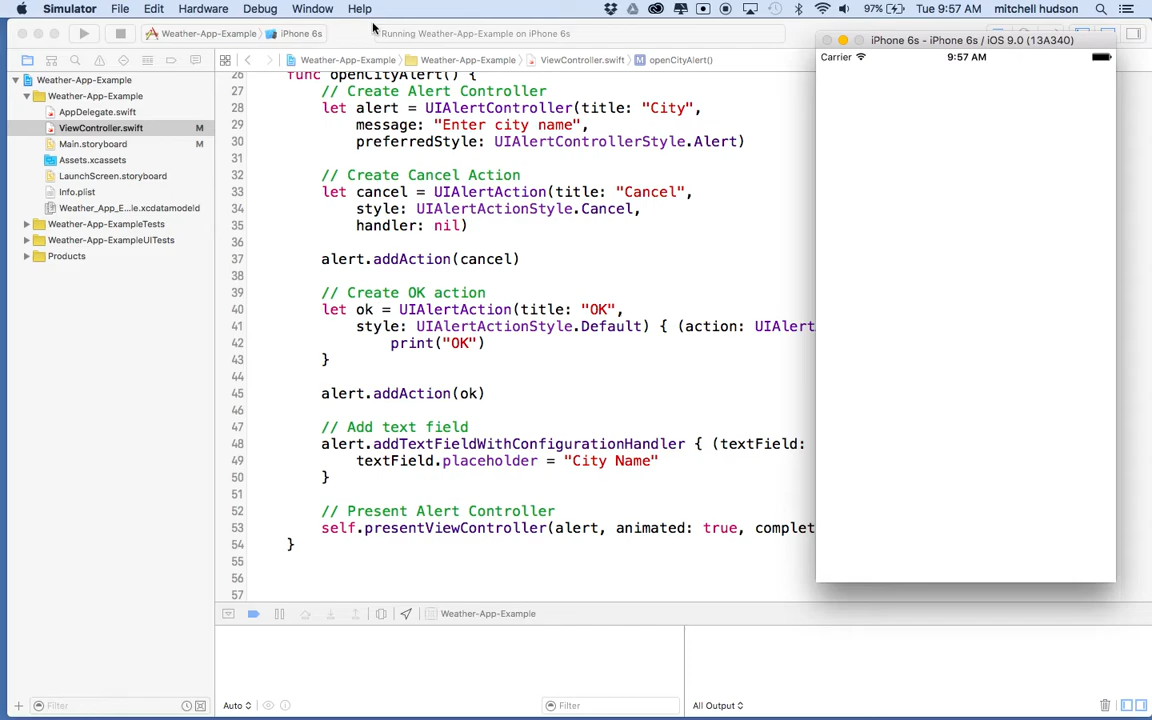 Simulator File Edit Hardware Debug Window Help 97% Tue 9:57 AM mitchell hudson
Weather-App-Example iPhone 6s Running Weather-App-Example on iPhone 6s
iPhone 6s - iPhone 6s / iOS 9.0 (13A340)
Carrier 9:57 AM
Weather-App-Example Weather-App-Example ViewController.swift M openCityAlert()
Weather-App-Example
Weather-App-Example
AppDelegate.swift
ViewController.swift M
Main.storyboard M
Assets.xcassets
LaunchScreen.storyboard
Info.plist
Weather_App_E...le.xcdatamodeld
Weather-App-ExampleTests
Weather-App-ExampleUITests
Products
26 func openCityAlert() {
27 // Create Alert Controller
28 let alert = UIAlertController(title: "City",
29 message: "Enter city name",
30 preferredStyle: UIAlertControllerStyle.Alert)
31
32 // Create Cancel Action
33 let cancel = UIAlertAction(title: "Cancel",
34 style: UIAlertActionStyle.Cancel,
35 handler: nil)
36
37 alert.addAction(cancel)
38
39 // Create OK action
40 let ok = UIAlertAction(title: "OK",
41 style: UIAlertActionStyle.Default) { (action: UIAlert
42 print("OK")
43 }
44
45 alert.addAction(ok)
46
47 // Add text field
48 alert.addTextFieldWithConfigurationHandler { (textField:
49 textField.placeholder = "City Name"
50 }
51
52 // Present Alert Controller
53 self.presentViewController(alert, animated: true, complet
54 }
55
56
57
Weather-App-Example
Filter
Auto
Filter
All Output